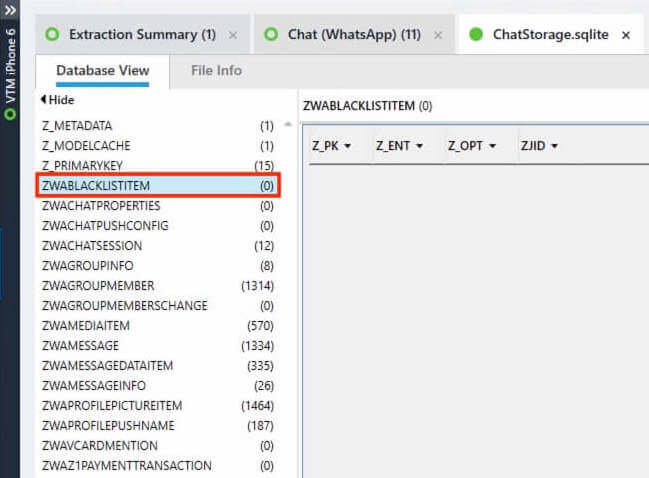 VTM iPhone 6
Extraction Summary (1) × Chat (WhatsApp) (11) × ChatStorage.sqlite ×
Database View File Info
Hide
ZWABLACKLISTITEM (0)
Z_PK Z_ENT Z_OPT ZJID
Z_METADATA (1)
Z_MODELCACHE (1)
Z_PRIMARYKEY (15)
ZWABLACKLISTITEM (0)
ZWACHATPROPERTIES (0)
ZWACHATPUSHCONFIG (0)
ZWACHATSESSION (12)
ZWAGROUPINFO (8)
ZWAGROUPMEMBER (1314)
ZWAGROUPMEMBERSCHANGE (0)
ZWAMEDIAITEM (570)
ZWAMESSAGE (1334)
ZWAMESSAGEDATAITEM (335)
ZWAMESSAGEINFO (26)
ZWAPROFILEPICTUREITEM (1464)
ZWAPROFILEPUSHNAME (187)
ZWAVCARDMENTION (0)
ZWAZ1PAYMENTTRANSACTION (0)